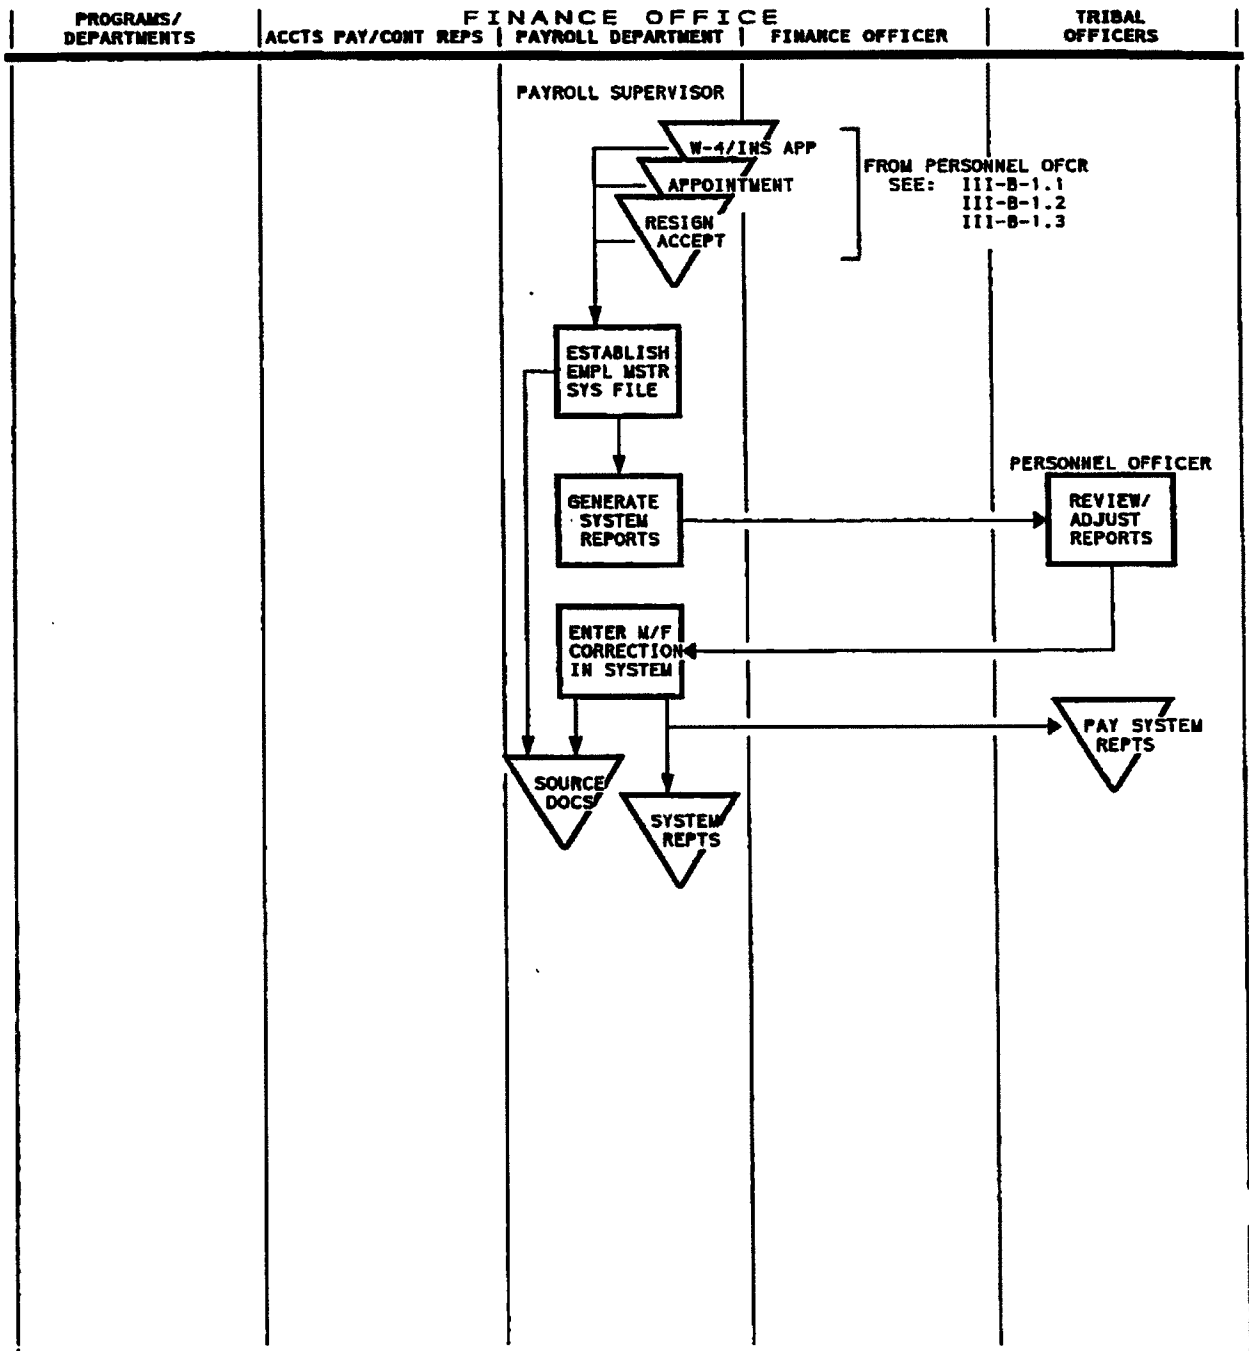 FINANCE OFFICE
PROGRAMS/
DEPARTMENTS
ACCTS PAY/CONT REPS
PAYROLL DEPARTMENT
FINANCE OFFICER
TRIBAL
OFFICERS
PAYROLL SUPERVISOR
W-4/INS APP
APPOINTMENT
RESIGN
ACCEPT
FROM PERSONNEL OFCR
SEE: III-B-1.1
III-B-1.2
III-B-1.3
ESTABLISH
EMPL MSTR
SYS FILE
GENERATE
SYSTEM
REPORTS
PERSONNEL OFFICER
REVIEW/
ADJUST
REPORTS
ENTER M/F
CORRECTION
IN SYSTEM
PAY SYSTEM
REPTS
SOURCE
DOCS
SYSTEM
REPTS